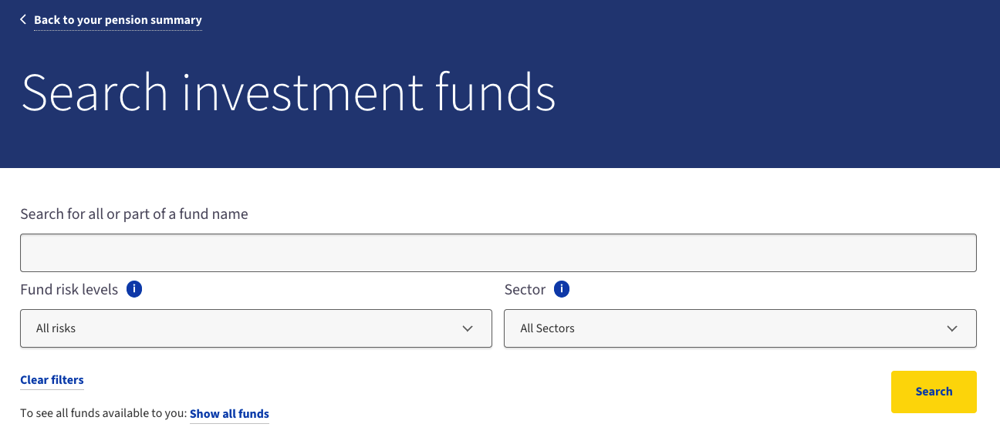 Back to your pension summary
Search investment funds
Search for all or part of a fund name
Fund risk levels i
Sector i
All risks
All Sectors
Clear filters
Search
To see all funds available to you: Show all funds